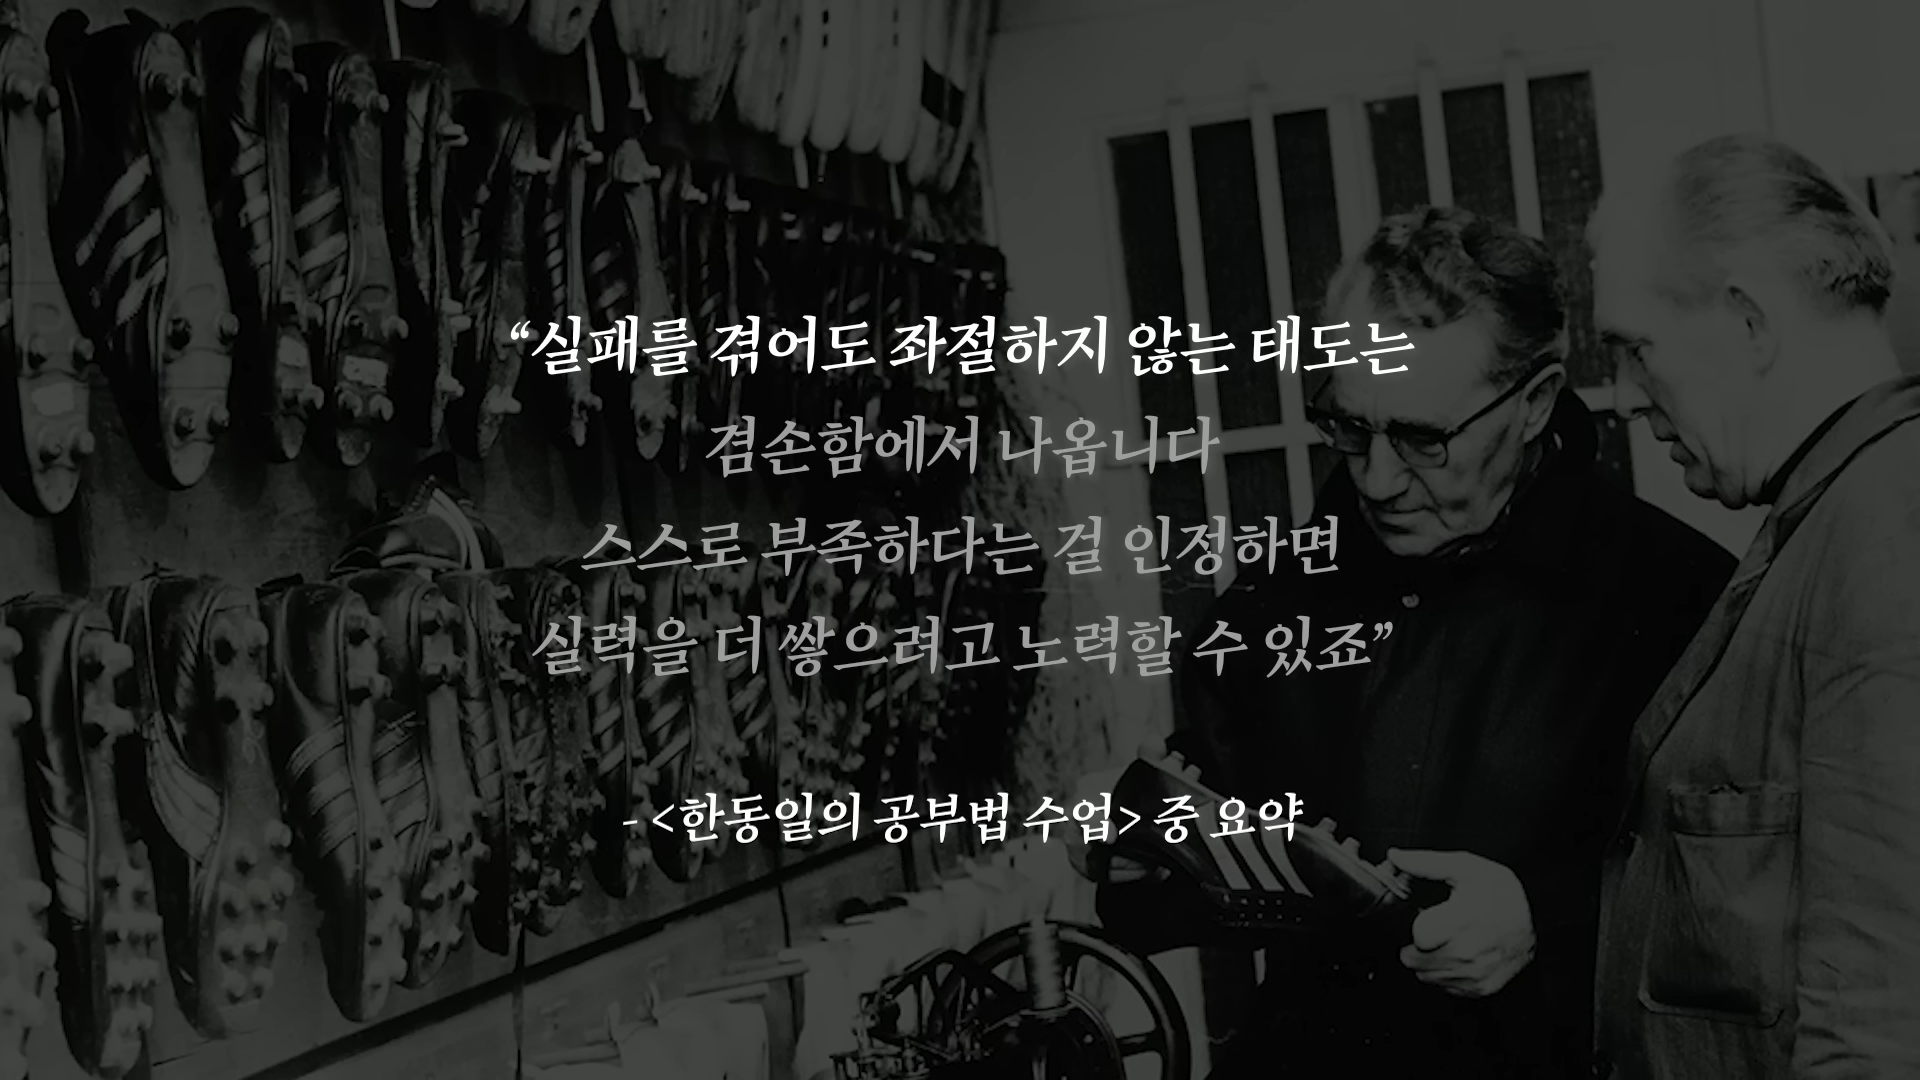 “실패를 겪어도 좌절하지 않는 태도는
겸손함에서 나옵니다
스스로 부족하다는 걸 인정하면
실력을 더 쌓으려고 노력할 수 있죠”
- <한동일의 공부법 수업> 중 요약